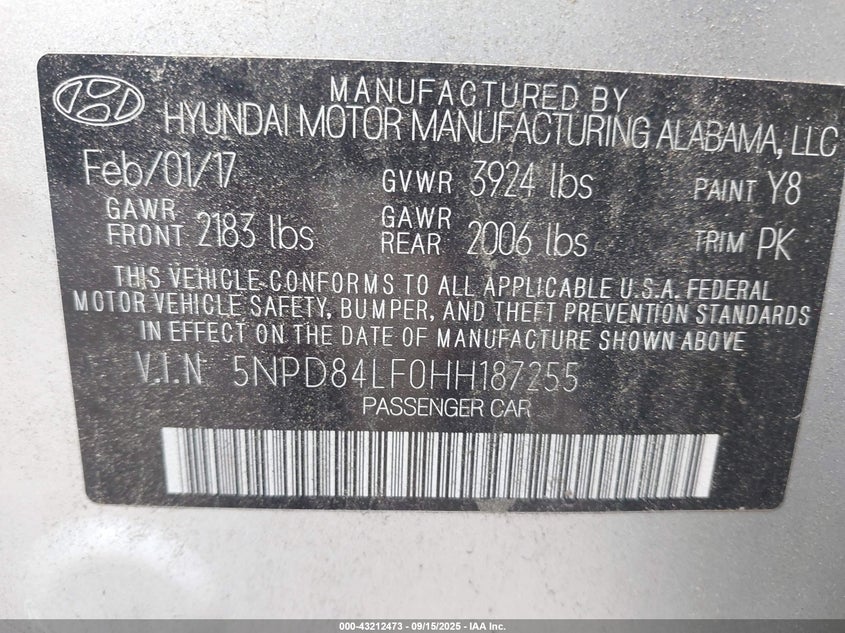 MANUFACTURED BY
HYUNDAI MOTOR MANUFACTURING ALABAMA, LLC
Feb/01/17 GVWR 3924 lbs PAINT Y8
GAWR FRONT 2183 lbs GAWR REAR 2006 lbs TRIM PK
THIS VEHICLE CONFORMS TO ALL APPLICABLE U.S.A. FEDERAL
MOTOR VEHICLE SAFETY, BUMPER, AND THEFT PREVENTION STANDARDS
IN EFFECT ON THE DATE OF MANUFACTURE SHOWN ABOVE
V.I.N 5NPD84LF0HH187255
PASSENGER CAR
000-43212473 - 09/15/2025 - IAA Inc.